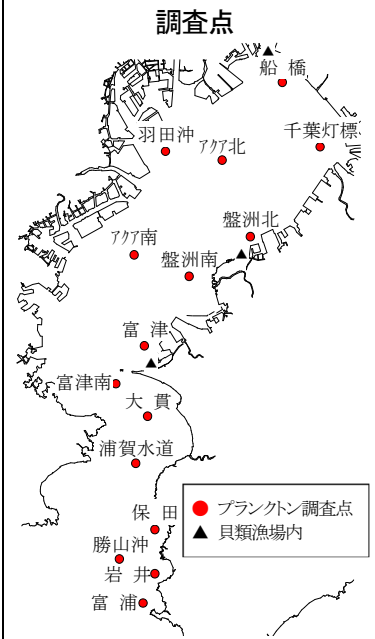 調査点
船 橋
千葉灯標
羽田沖
アクア北
盤洲北
アクア南
盤洲南
富 津
富津南
大 貫
浦賀水道
保 田
勝山沖
岩 井
富 浦
プランクトン調査点
貝類漁場内